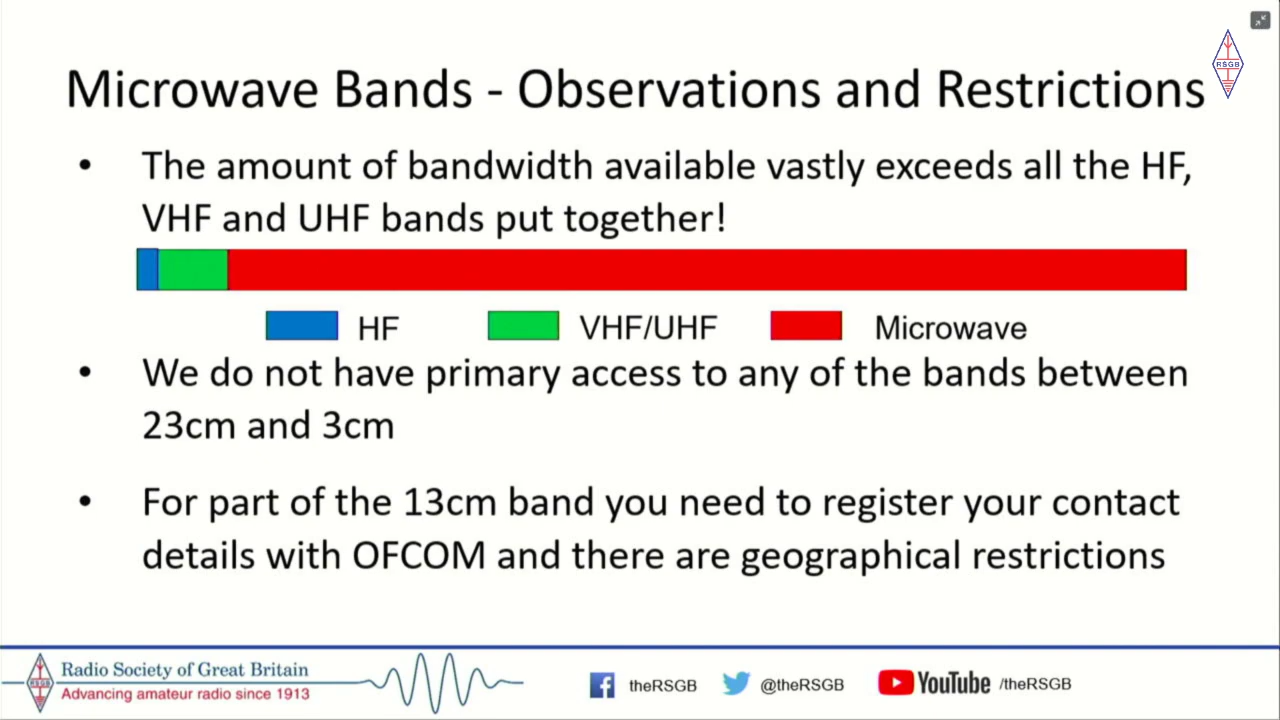 RSGB
Microwave Bands - Observations and Restrictions
• The amount of bandwidth available vastly exceeds all the HF,
VHF and UHF bands put together!
HF VHF/UHF Microwave
• We do not have primary access to any of the bands between
23cm and 3cm
• For part of the 13cm band you need to register your contact
details with OFCOM and there are geographical restrictions
RSGB
Radio Society of Great Britain
Advancing amateur radio since 1913
theRSGB @theRSGB YouTube /theRSGB